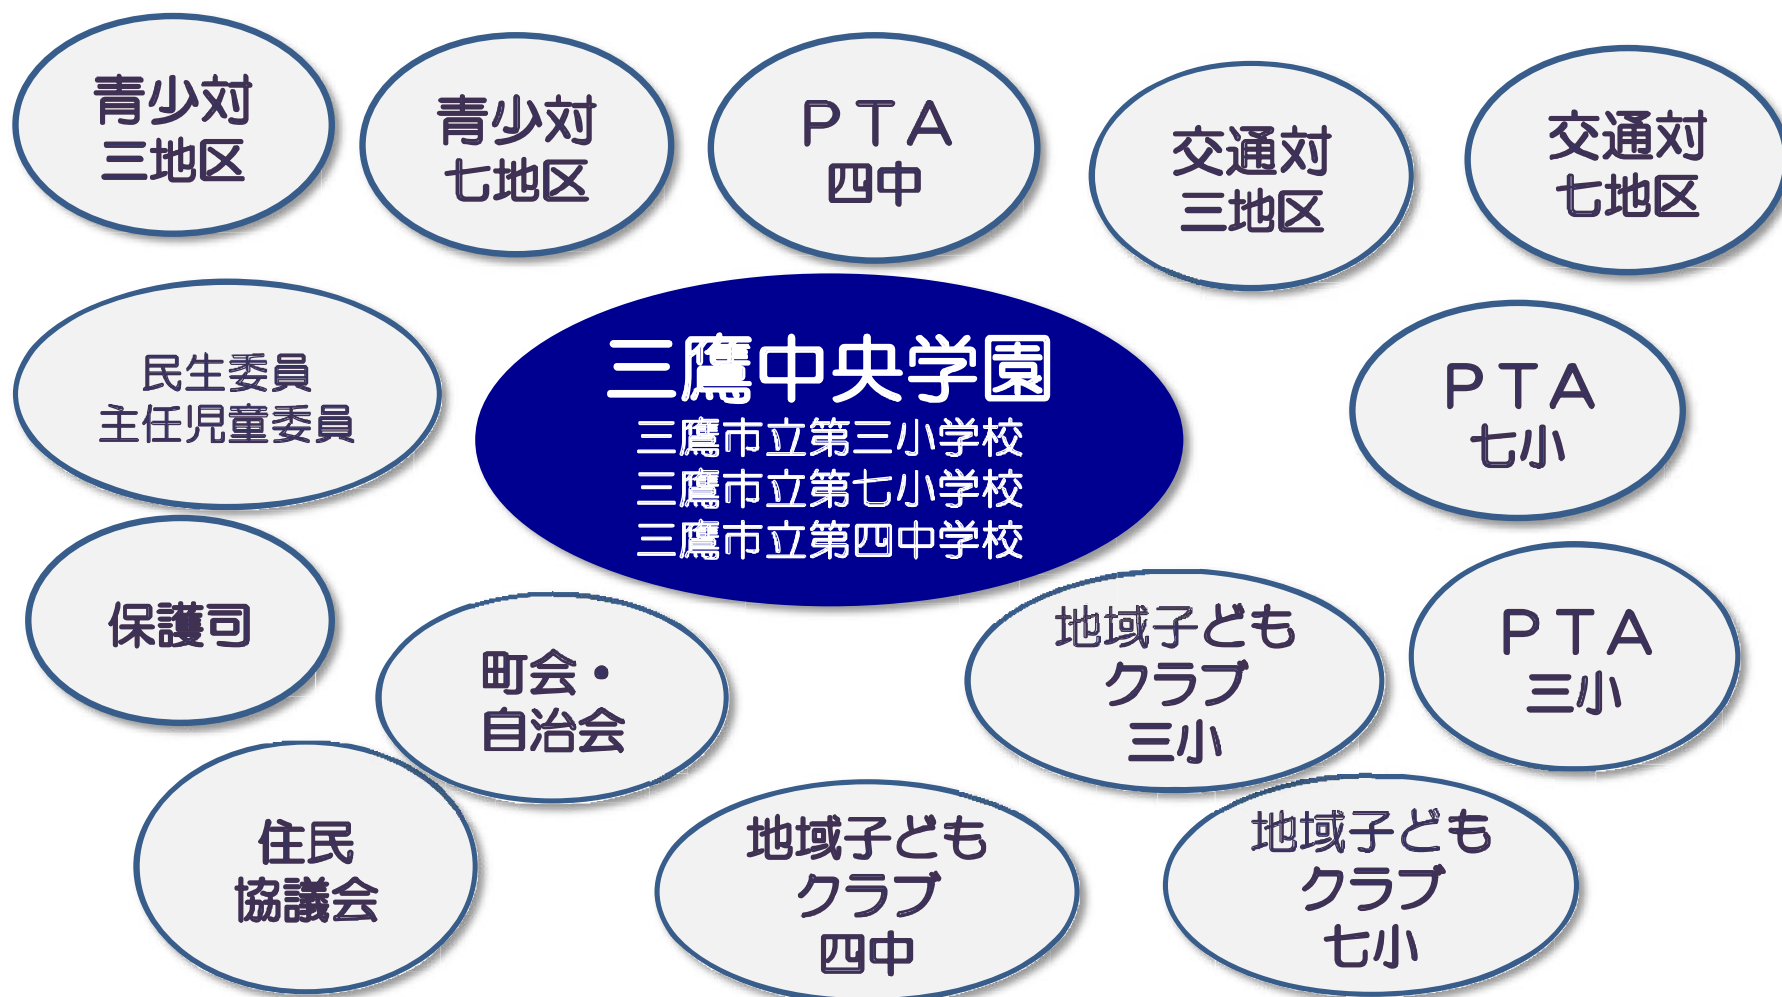 青少対
三地区
青少対
七地区
ＰＴＡ
四中
交通対
三地区
交通対
七地区
民生委員
主任児童委員
三鷹中央学園
三鷹市立第三小学校
三鷹市立第七小学校
三鷹市立第四中学校
ＰＴＡ
七小
保護司
町会・
自治会
地域子ども
クラブ
三小
ＰＴＡ
三小
住民
協議会
地域子ども
クラブ
四中
地域子ども
クラブ
七小